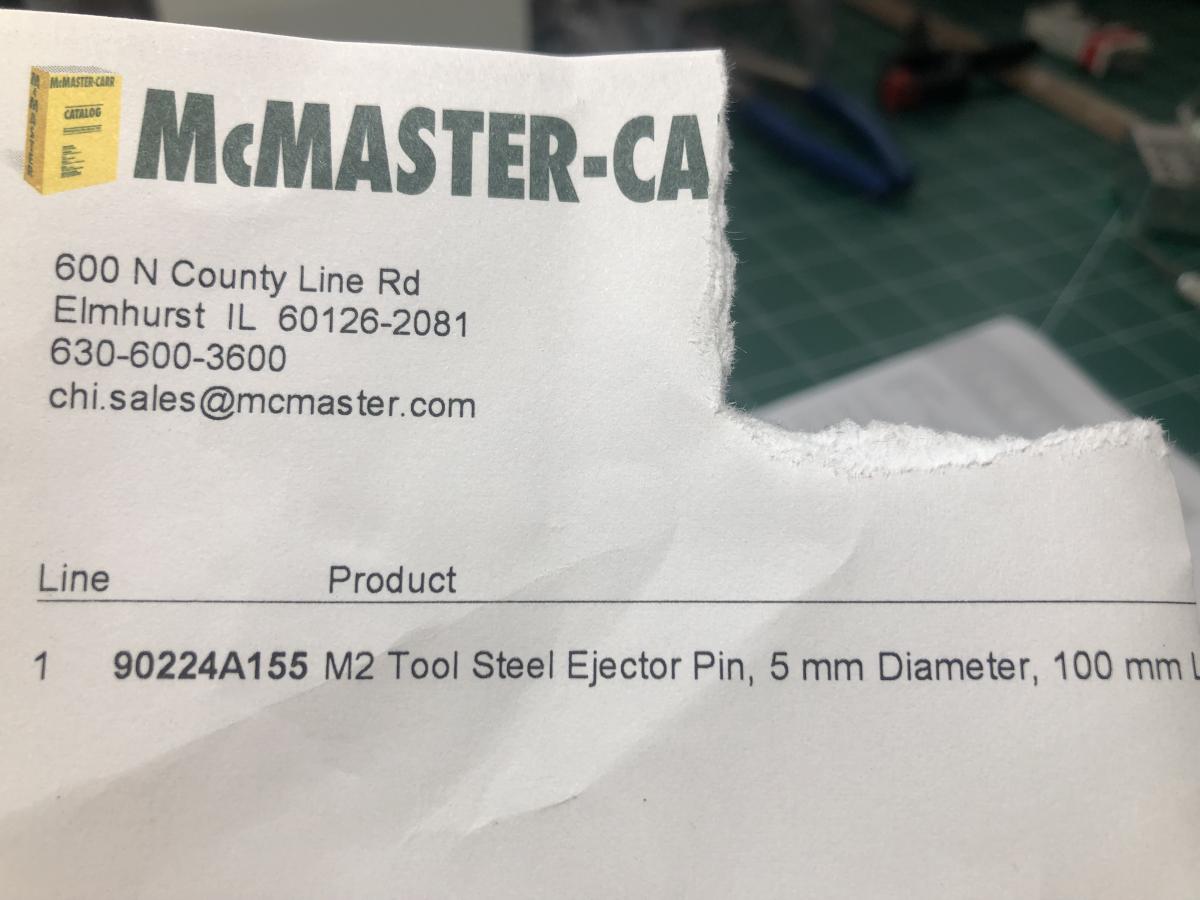 McMASTER-CARR
CATALOG
McMASTER
McMASTER-CA
600 N County Line Rd
Elmhurst IL 60126-2081
630-600-3600
chi.sales@mcmaster.com
Line Product
1 90224A155 M2 Tool Steel Ejector Pin, 5 mm Diameter, 100 mm L